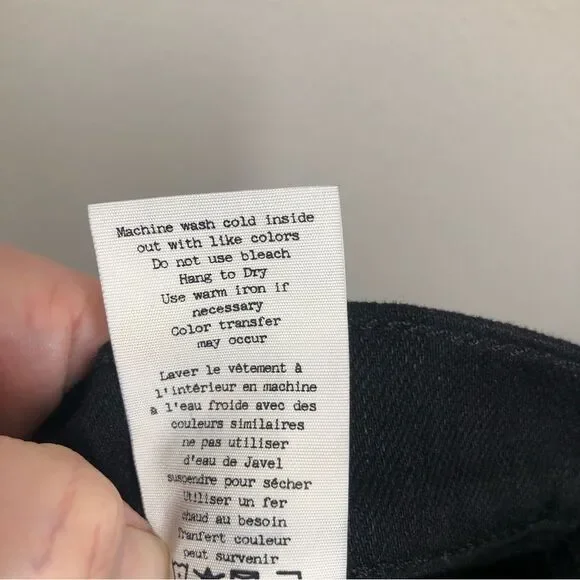 Machine wash cold inside
out with like colors
Do not use bleach
Hang to Dry
Use warm iron if
necessary
Color transfer
may occur
Laver le vêtement à
l'intérieur en machine
à l'eau froide avec des
couleurs similaires
ne pas utiliser
d'eau de Javel
suspendre pour sécher
Utiliser un fer
chaud au besoin
Tranfert couleur
peut survenir